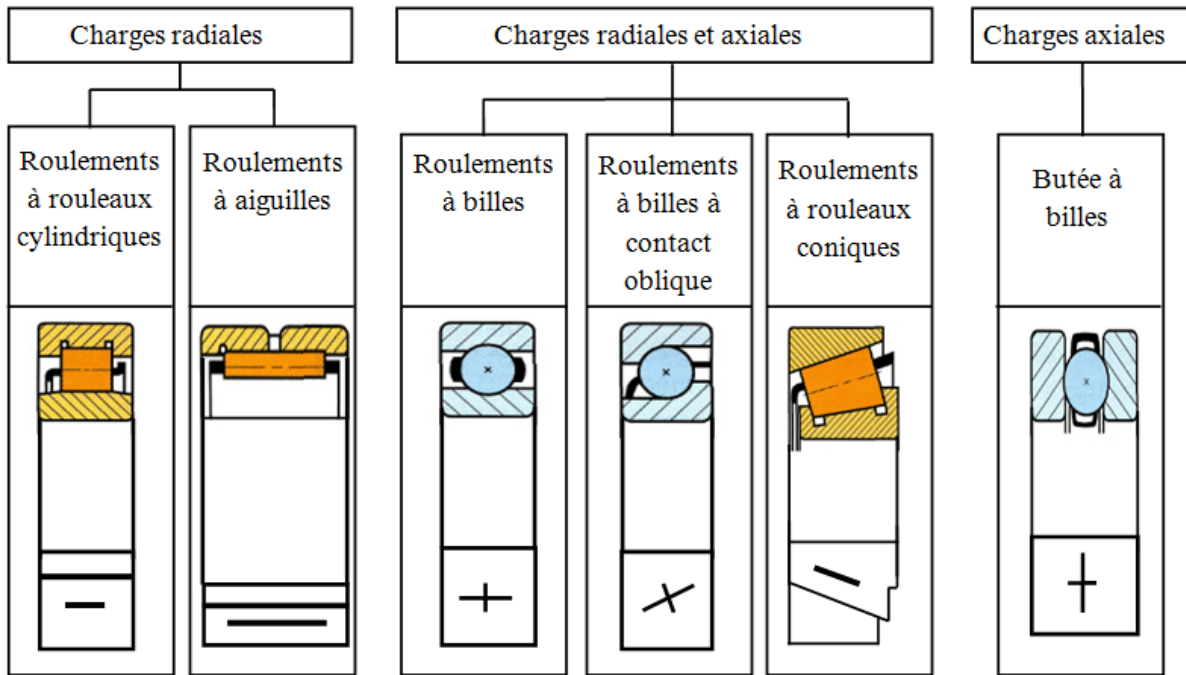 Charges radiales
Charges radiales et axiales
Charges axiales
Roulements
à rouleaux
cylindriques
Roulements
à aiguilles
Roulements
à billes
Roulements
à billes à
contact
oblique
Roulements
à rouleaux
coniques
Butée à
billes